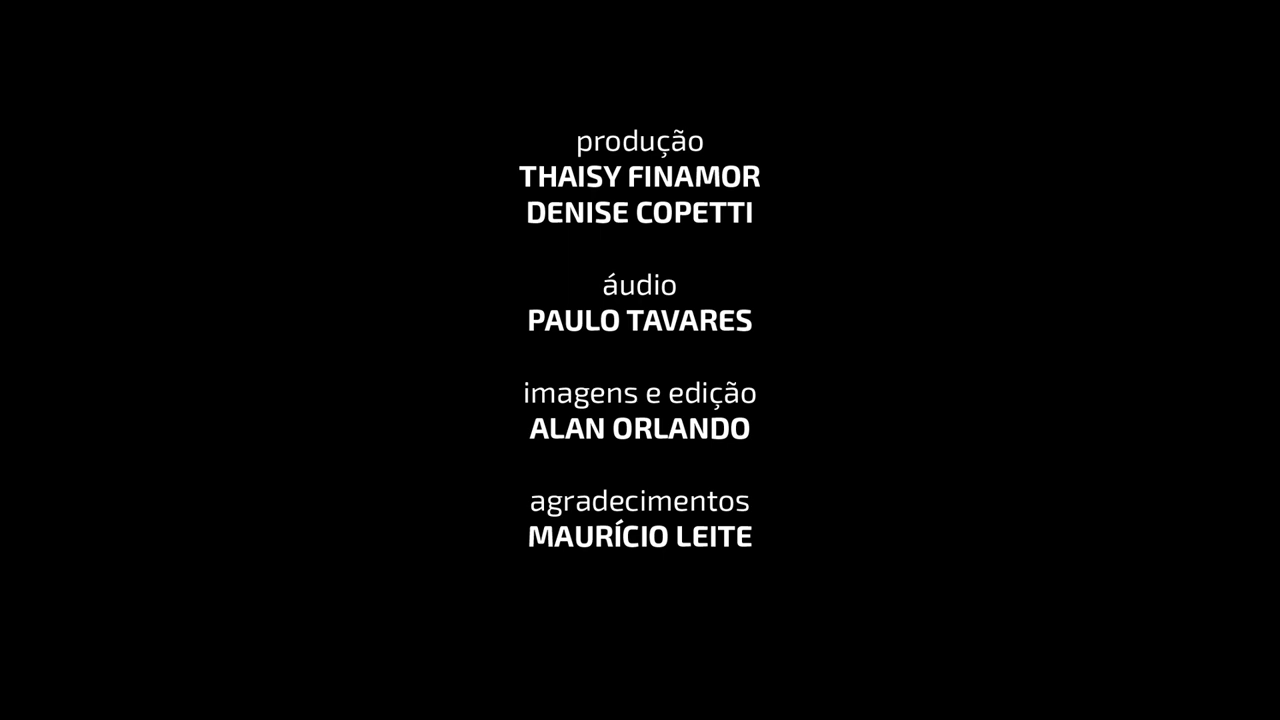 produção
THAISY FINAMOR
DENISE COPETTI
áudio
PAULO TAVARES
imagens e edição
ALAN ORLANDO
agradecimentos
MAURÍCIO LEITE